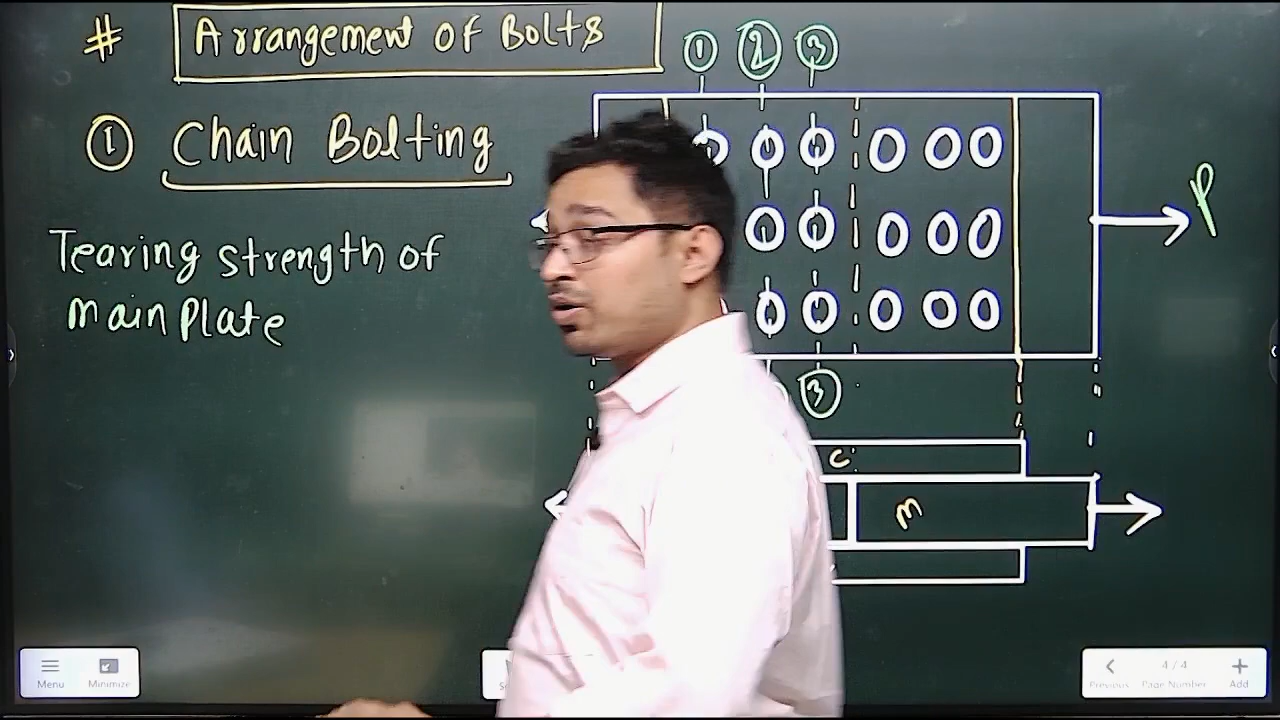 # Arrangement of Bolts
① ② ③
① Chain Bolting
P
Tearing strength of
main Plate
③
C
m
Menu
Minimize
4/4
Previous
Page Number
Add